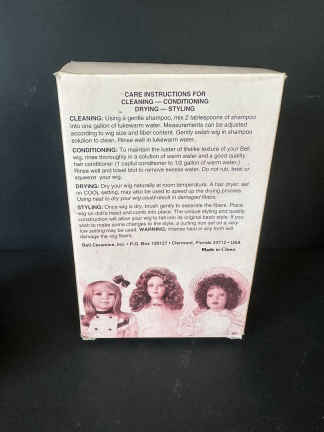 CARE INSTRUCTIONS FOR
CLEANING — CONDITIONING
DRYING — STYLING
CLEANING: Using a gentle shampoo, mix 2 tablespoons of shampoo
into one gallon of lukewarm water. Measurements can be adjusted
according to wig size and fiber content. Gently swish wig in shampoo
solution to clean. Rinse well in lukewarm water.
CONDITIONING: To maintain the luster of the texture of your Bell
wig, rinse thoroughly in a solution of warm water and a good quality
hair conditioner (1 capful conditioner to 1/2 gallon of warm water.)
Rinse well and towel blot to remove excess water. Do not rub, twist or
squeeze your wig.
DRYING: Dry your wig naturally at room temperature. A hair dryer, set
on COOL setting, may also be used to speed up the drying process.
Using heat to dry your wig could result in damaged fibers.
STYLING: Once wig is dry, brush gently to separate the fibers. Place
wig on doll's head and comb into place. The unique styling and quality
construction will allow your wig to fall into its original basic style. If you
wish to make some changes to the style, a curling iron set on a very
low setting may be used. WARNING: Intense heat or any form will
damage the wig fibers.
Bell Ceramics, Inc. • P.O. Box 120127 • Clermont, Florida 34712 • USA
Made in China